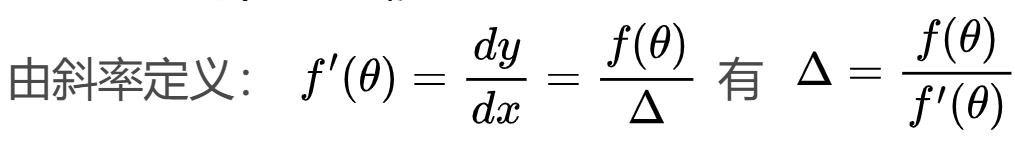 由斜率定义： f′(θ) = dy/dx = f(θ)/Δ 有 Δ = f(θ)/f′(θ)